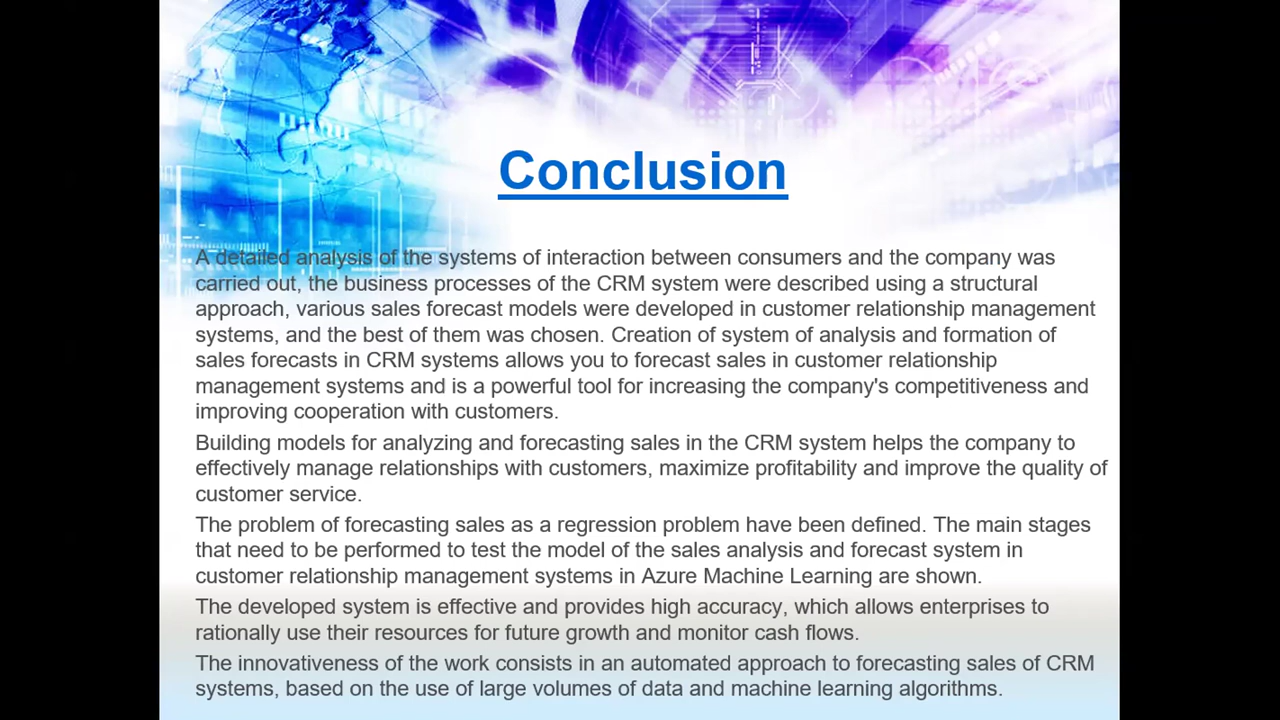 Conclusion
A detailed analysis of the systems of interaction between consumers and the company was
carried out, the business processes of the CRM system were described using a structural
approach, various sales forecast models were developed in customer relationship management
systems, and the best of them was chosen. Creation of system of analysis and formation of
sales forecasts in CRM systems allows you to forecast sales in customer relationship
management systems and is a powerful tool for increasing the company's competitiveness and
improving cooperation with customers.
Building models for analyzing and forecasting sales in the CRM system helps the company to
effectively manage relationships with customers, maximize profitability and improve the quality of
customer service.
The problem of forecasting sales as a regression problem have been defined. The main stages
that need to be performed to test the model of the sales analysis and forecast system in
customer relationship management systems in Azure Machine Learning are shown.
The developed system is effective and provides high accuracy, which allows enterprises to
rationally use their resources for future growth and monitor cash flows.
The innovativeness of the work consists in an automated approach to forecasting sales of CRM
systems, based on the use of large volumes of data and machine learning algorithms.